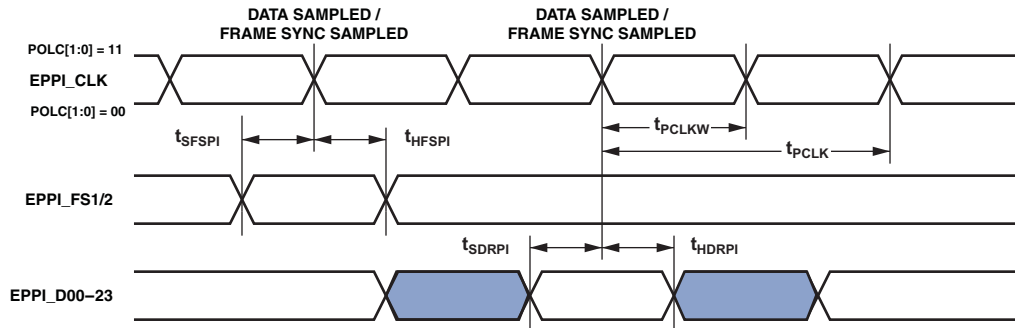 DATA SAMPLED /
FRAME SYNC SAMPLED
DATA SAMPLED /
FRAME SYNC SAMPLED
POLC[1:0] = 11
EPPI_CLK
POLC[1:0] = 00
tPCLKW
tSFSPI
tHFSPI
tPCLK
EPPI_FS1/2
tSDRPI
tHDRPI
EPPI_D00–23